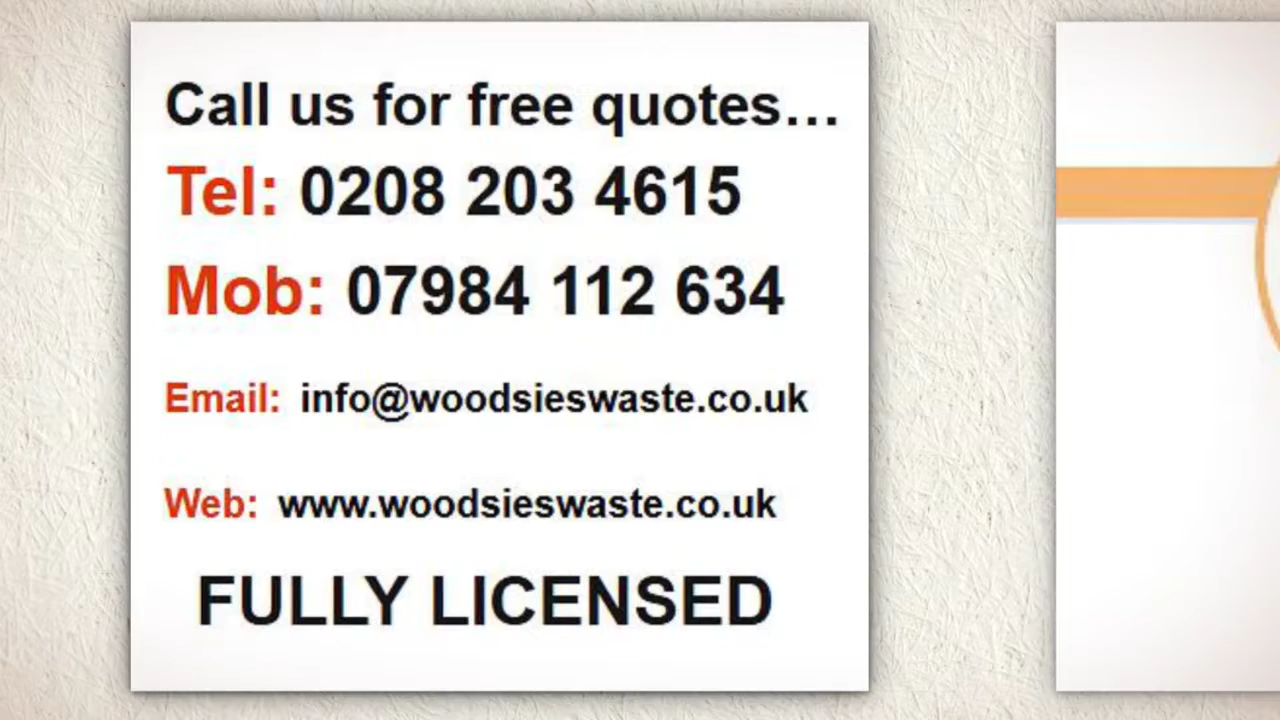 Call us for free quotes...
Tel: 0208 203 4615
Mob: 07984 112 634
Email: info@woodsieswaste.co.uk
Web: www.woodsieswaste.co.uk
FULLY LICENSED